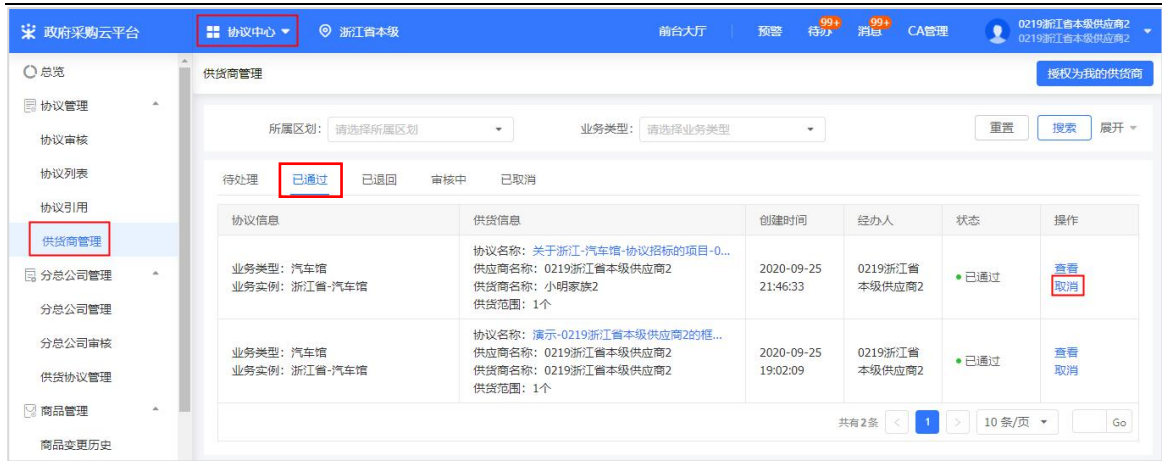 政府采购云平台
协议中心
浙江省本级
前台大厅
预警
待办 99+
消息 99+
CA管理
0219浙江省本级供应商2
0219浙江省本级供应商2
总览
协议管理
协议审核
协议列表
协议引用
供货商管理
分总公司管理
分总公司管理
分总公司审核
供货协议管理
商品管理
商品变更历史
供货商管理
授权为我的供货商
所属区划: 请选择所属区划
业务类型: 请选择业务类型
重置
搜索
展开
待处理 已通过 已退回 审核中 已取消
协议信息 供货信息 创建时间 经办人 状态 操作
业务类型: 汽车馆
业务实例: 浙江省-汽车馆
协议名称: 关于浙江-汽车馆-协议招标的项目-0...
供应商名称: 0219浙江省本级供应商2
供货商名称: 小明家族2
供货范围: 1个
2020-09-25
21:46:33
0219浙江省
本级供应商2
已通过
查看
取消
业务类型: 汽车馆
业务实例: 浙江省-汽车馆
协议名称: 演示-0219浙江省本级供应商2的框...
供应商名称: 0219浙江省本级供应商2
供货商名称: 0219浙江省本级供应商2
供货范围: 1个
2020-09-25
19:02:09
0219浙江省
本级供应商2
已通过
查看
取消
共有2条 < 1 > 10 条/页 Go